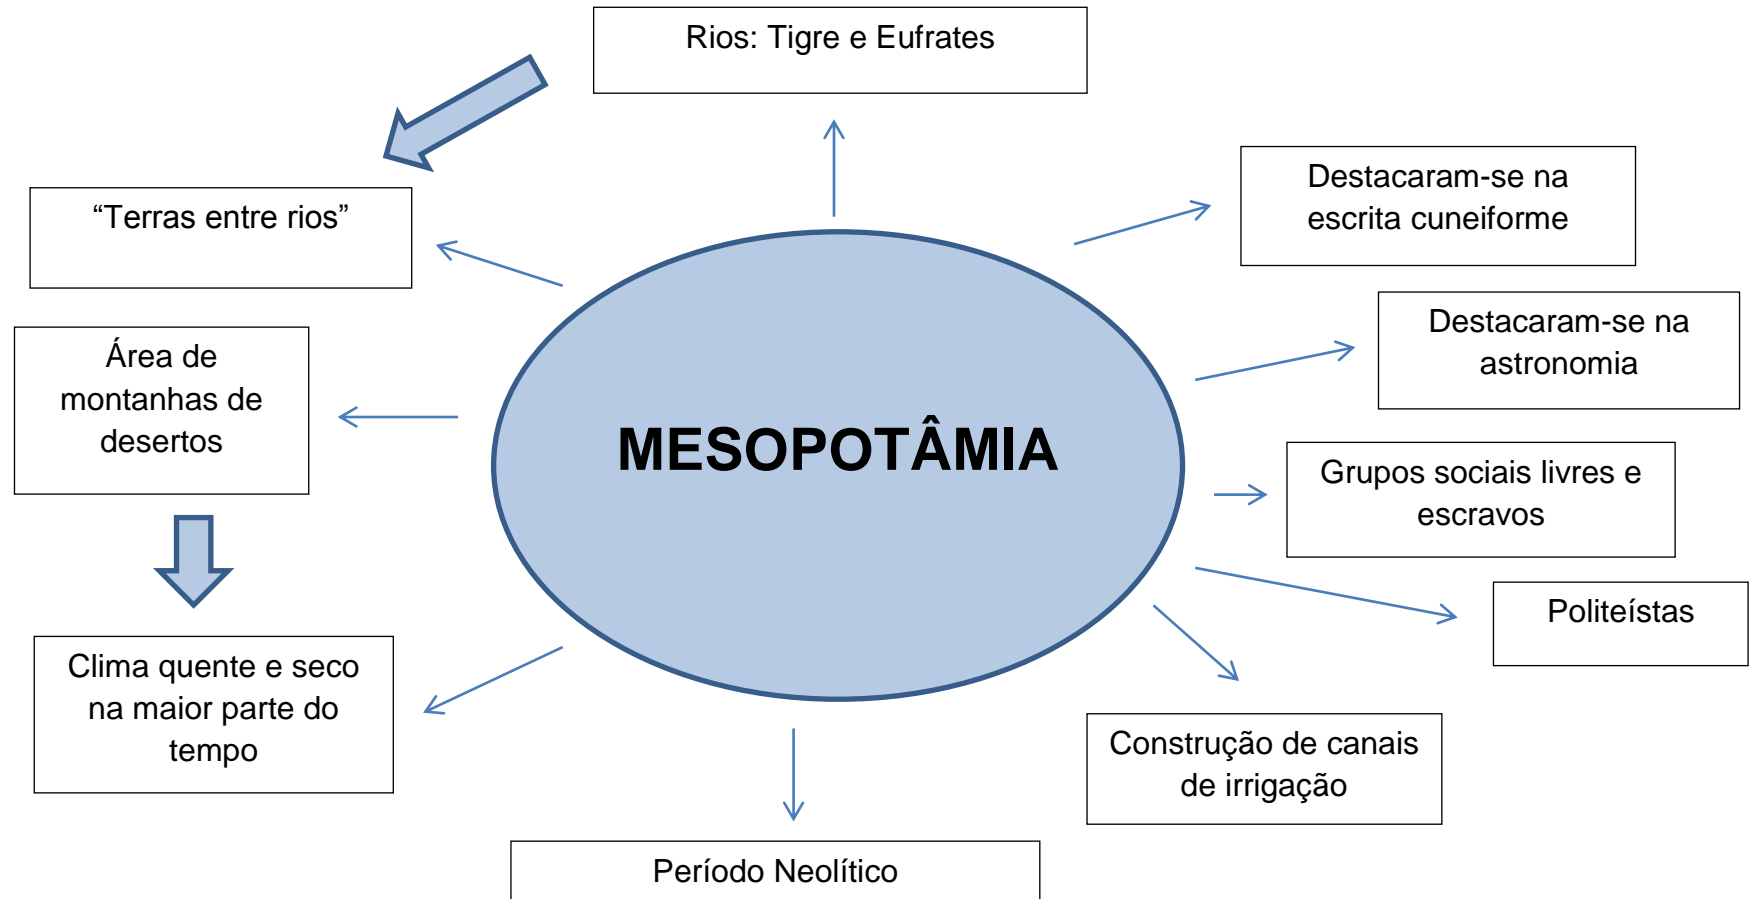 Rios: Tigre e Eufrates
“Terras entre rios”
Área de
montanhas de
desertos
Clima quente e seco
na maior parte do
tempo
MESOPOTÂMIA
Destacaram-se na
escrita cuneiforme
Destacaram-se na
astronomia
Grupos sociais livres e
escravos
Politeístas
Construção de canais
de irrigação
Período Neolítico